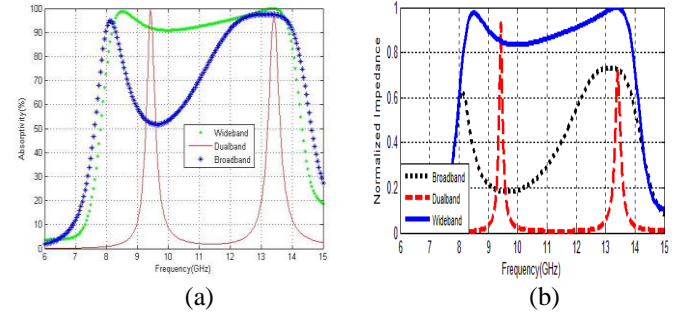 100
90
80
70
60
50
40
30
20
10
0
Absorptivity(%)
Wideband
Dualband
Broadband
6 7 8 9 10 11 12 13 14 15
Frequency(GHz)
(a)
1
0.8
0.6
0.4
0.2
0
Normalized Impedance
Broadband
Dualband
Wideband
6 7 8 9 10 11 12 13 14 15
Frequency(GHz)
(b)